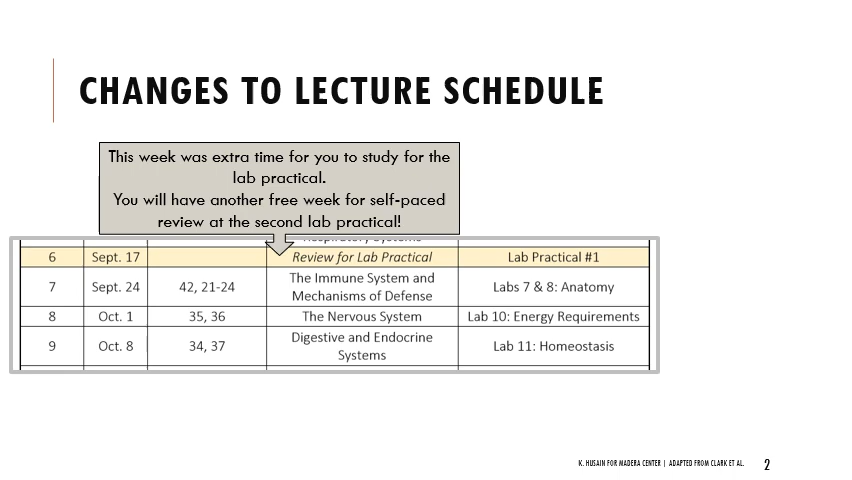 CHANGES TO LECTURE SCHEDULE
This week was extra time for you to study for the
lab practical.
You will have another free week for self-paced
review at the second lab practical!
6 Sept. 17 Review for Lab Practical Lab Practical #1
7 Sept. 24 42, 21-24 The Immune System and
Mechanisms of Defense Labs 7 & 8: Anatomy
8 Oct. 1 35, 36 The Nervous System Lab 10: Energy Requirements
9 Oct. 8 34, 37 Digestive and Endocrine
Systems Lab 11: Homeostasis
K. HUSAIN FOR MADERA CENTER | ADAPTED FROM CLARK ET AL. 2